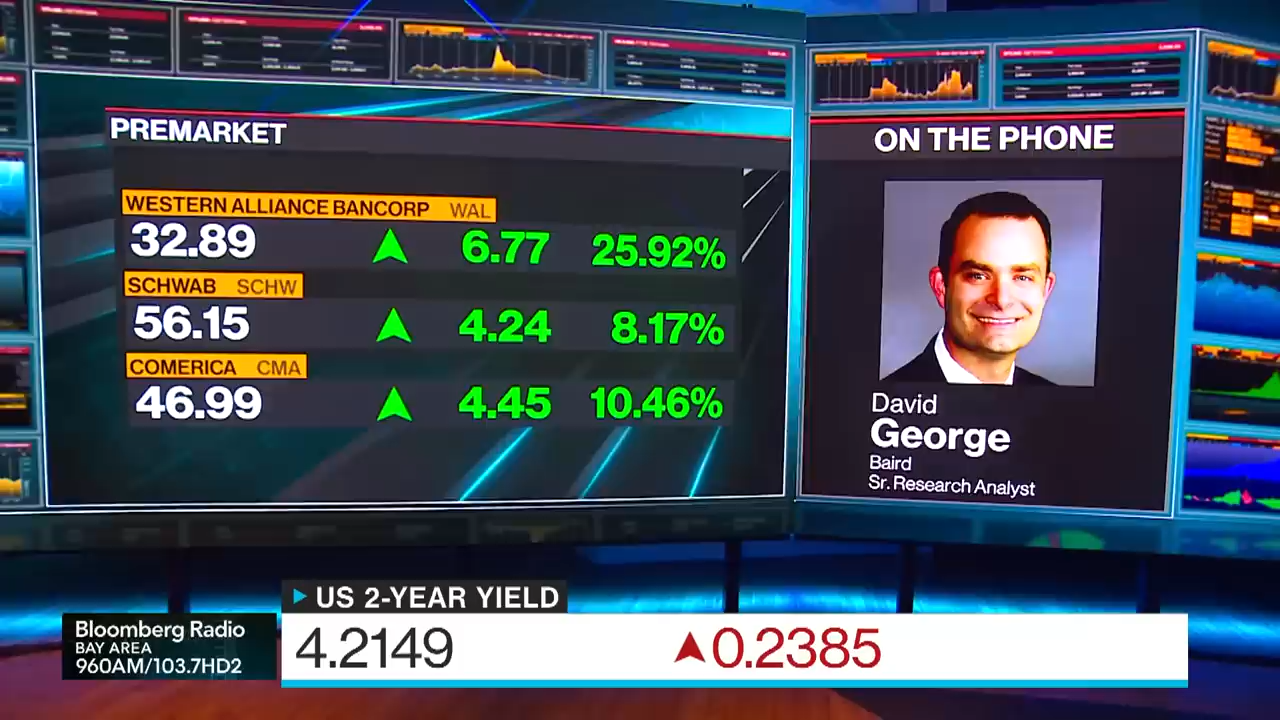 PREMARKET
WESTERN ALLIANCE BANCORP WAL
32.89 6.77 25.92%
SCHWAB SCHW
56.15 4.24 8.17%
COMERICA CMA
46.99 4.45 10.46%
ON THE PHONE
David
George
Baird
Sr. Research Analyst
US 2-YEAR YIELD
4.2149 0.2385
Bloomberg Radio
BAY AREA
960AM/103.7HD2